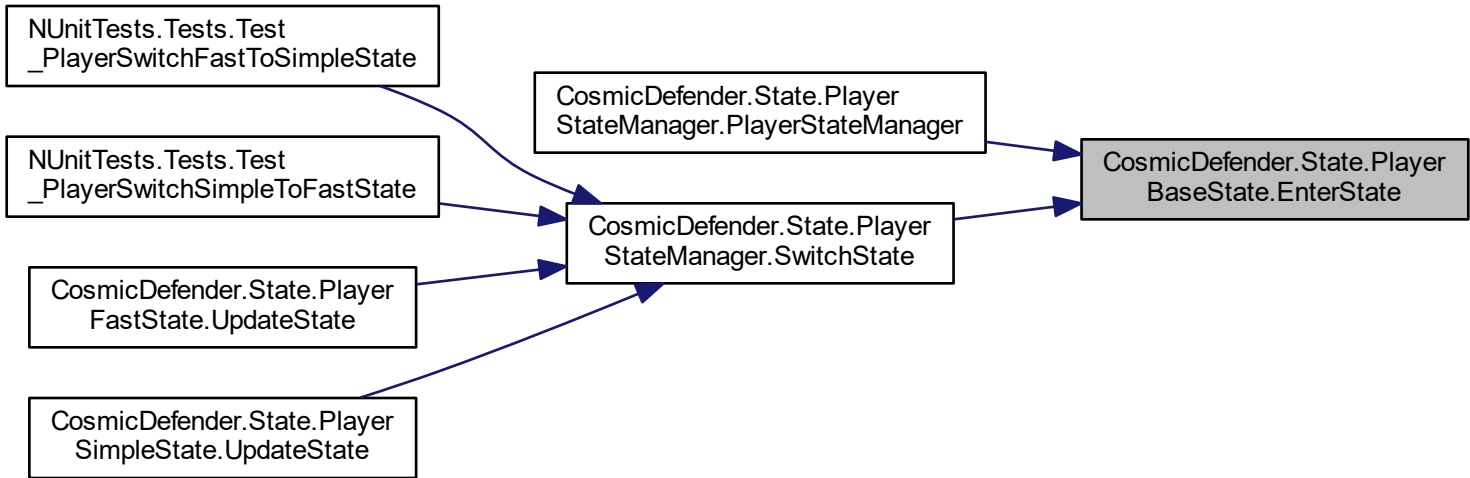 NUnitTests.Tests.Test
_PlayerSwitchFastToSimpleState
NUnitTests.Tests.Test
_PlayerSwitchSimpleToFastState
CosmicDefender.State.Player
FastState.UpdateState
CosmicDefender.State.Player
SimpleState.UpdateState
CosmicDefender.State.Player
StateManager.PlayerStateManager
CosmicDefender.State.Player
StateManager.SwitchState
CosmicDefender.State.Player
BaseState.EnterState